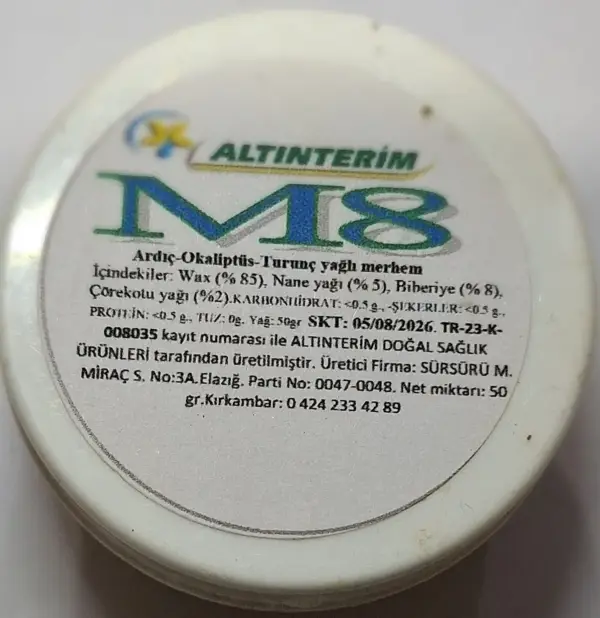 ALTINTERİM
M8
Ardıç-Okaliptüs-Turunç yağlı merhem
İçindekiler: Wax (% 85), Nane yağı (% 5), Biberiye (% 8),
Çörekotu yağı (%2).KARBONHİDRAT: <0.5 g., -ŞEKERLER: <0.5 g.,
PROTEİN: <0.5 g., TUZ: 0g. Yağ: 50gr SKT: 05/08/2026. TR-23-K-
008035 kayıt numarası ile ALTINTERİM DOĞAL SAĞLIK
ÜRÜNLERİ tarafından üretilmiştir. Üretici Firma: SÜRSÜRÜ M.
MİRAÇ S. No:3A.Elazığ. Parti No: 0047-0048. Net miktarı: 50
gr.Kırkambar: 0 424 233 42 89